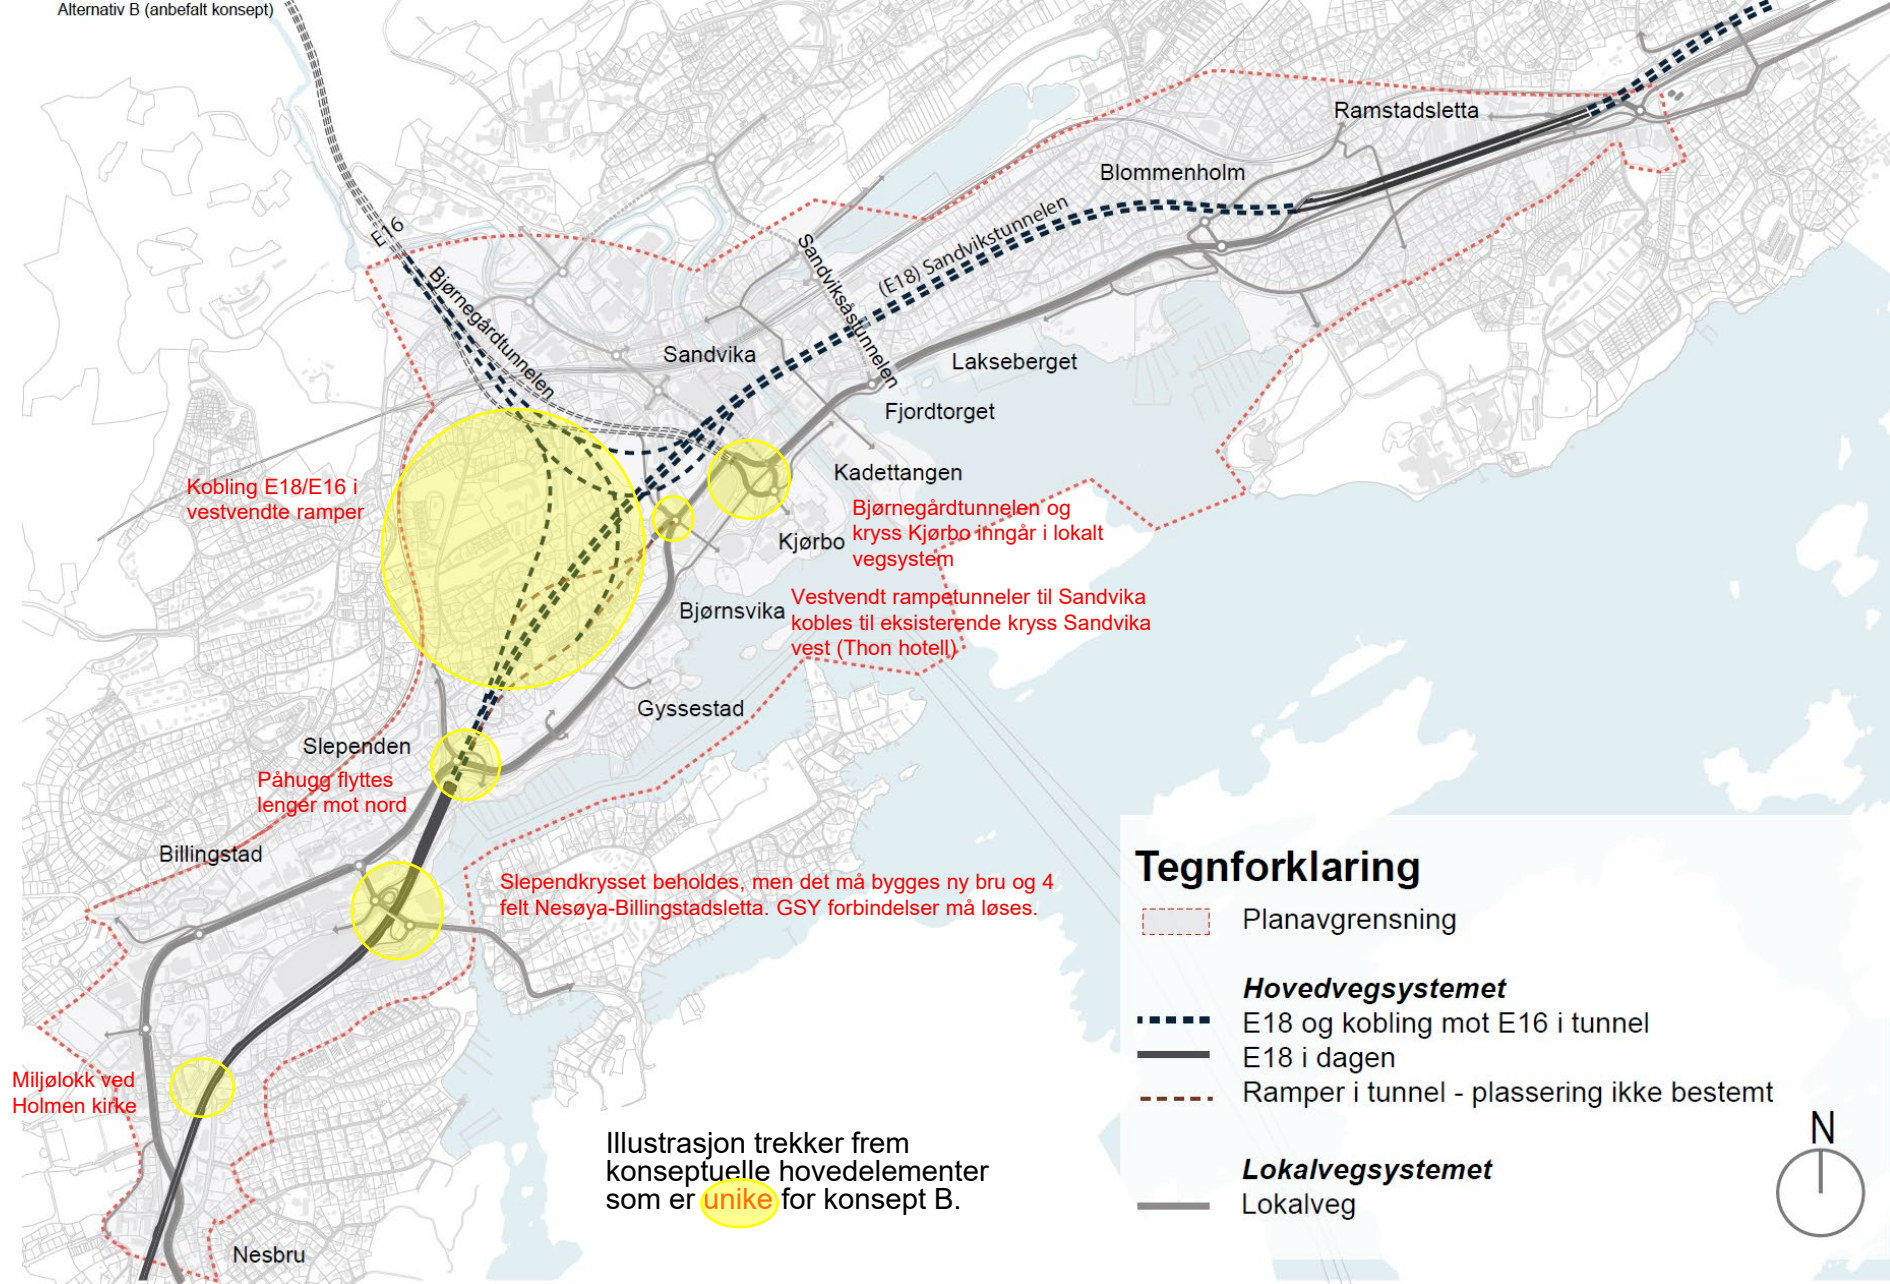 Alternativ B (anbefalt konsept)
Ramstadsletta
Blommenholm
E16
(E18) Sandvikstunnelen
Sandviksåstunnelen
Bjørnegårdtunnelen
Sandvika
Lakseberget
Fjordtorget
Kadettangen
Kobling E18/E16 i
vestvendte ramper
Bjørnegårdtunnelen og
kryss Kjørbo inngår i lokalt
vegsystem
Kjørbo
Vestvendt rampetunneler til Sandvika
kobles til eksisterende kryss Sandvika
vest (Thon hotell)
Bjørnsvika
Gyssestad
Slependen
Påhugg flyttes
lenger mot nord
Billingstad
Slependkrysset beholdes, men det må bygges ny bru og 4
felt Nesøya-Billingstadsletta. GSY forbindelser må løses.
Miljølokk ved
Holmen kirke
Nesbru
Illustrasjon trekker frem
konseptuelle hovedelementer
som er unike for konsept B.
Tegnforklaring
Planavgrensning
Hovedvegsystemet
E18 og kobling mot E16 i tunnel
E18 i dagen
Ramper i tunnel - plassering ikke bestemt
Lokalvegsystemet
Lokalveg
N